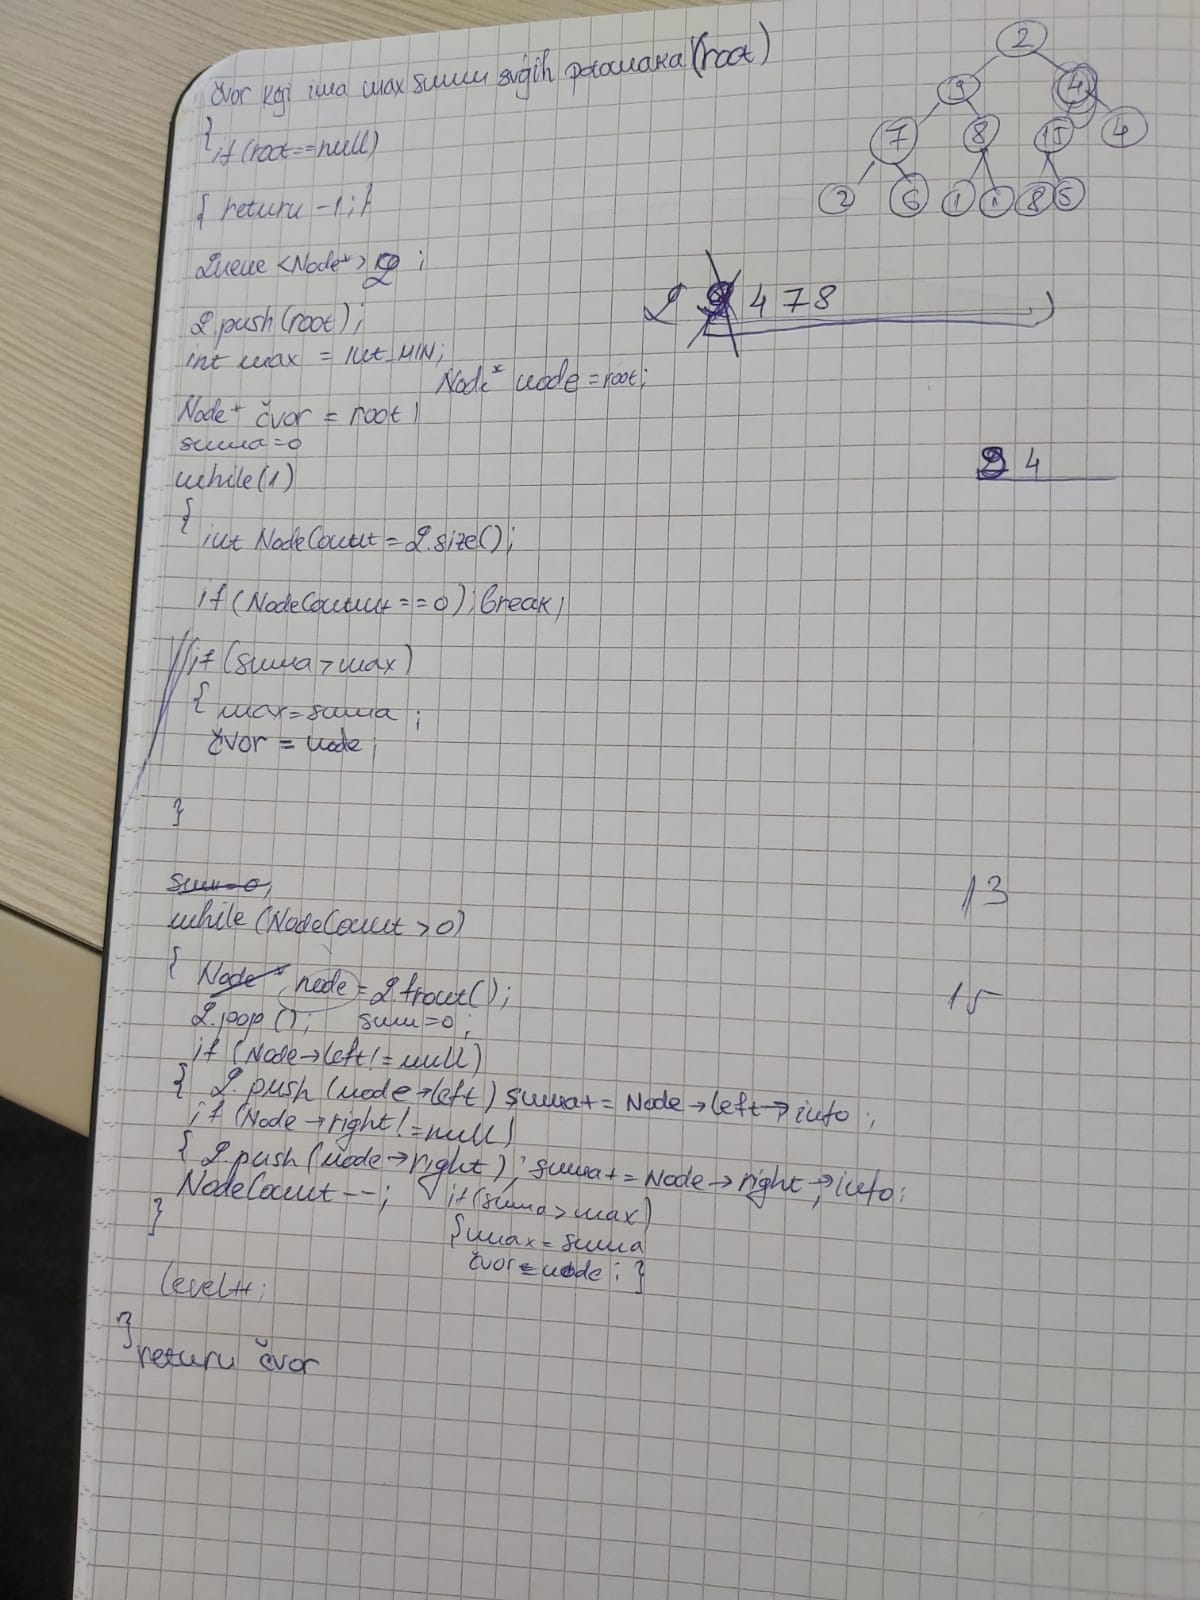 čvor koji ima max sumu svojih potomaka (root)
{ if (root==null)
{ return -1; }
Queue <Node*> Q ;
Q.push(root);
int max = INT_MIN;
Node* node = root;
Node* čvor = root;
suma=0
while(1)
{
int NodeCount = Q.size();
if (NodeCount == 0); break;
if (suma > max)
{ max = suma ;
čvor = node ;
}
sum=0;
while (NodeCount > 0)
{ Node* node = Q.front();
Q.pop(); sum=0;
if (Node→left != null)
{ Q.push(node→left) suma+= Node→left→info ;
if (Node→right != null)
{ Q.push(node→right) ; suma+= Node→right→info ;
NodeCount --; if (suma > max)
} { max = suma
čvor = node ; }
level++;
}
return čvor
2
9 4
7 8 15 4
2 6 1 1 8 5
2 4 7 8
4
13
15